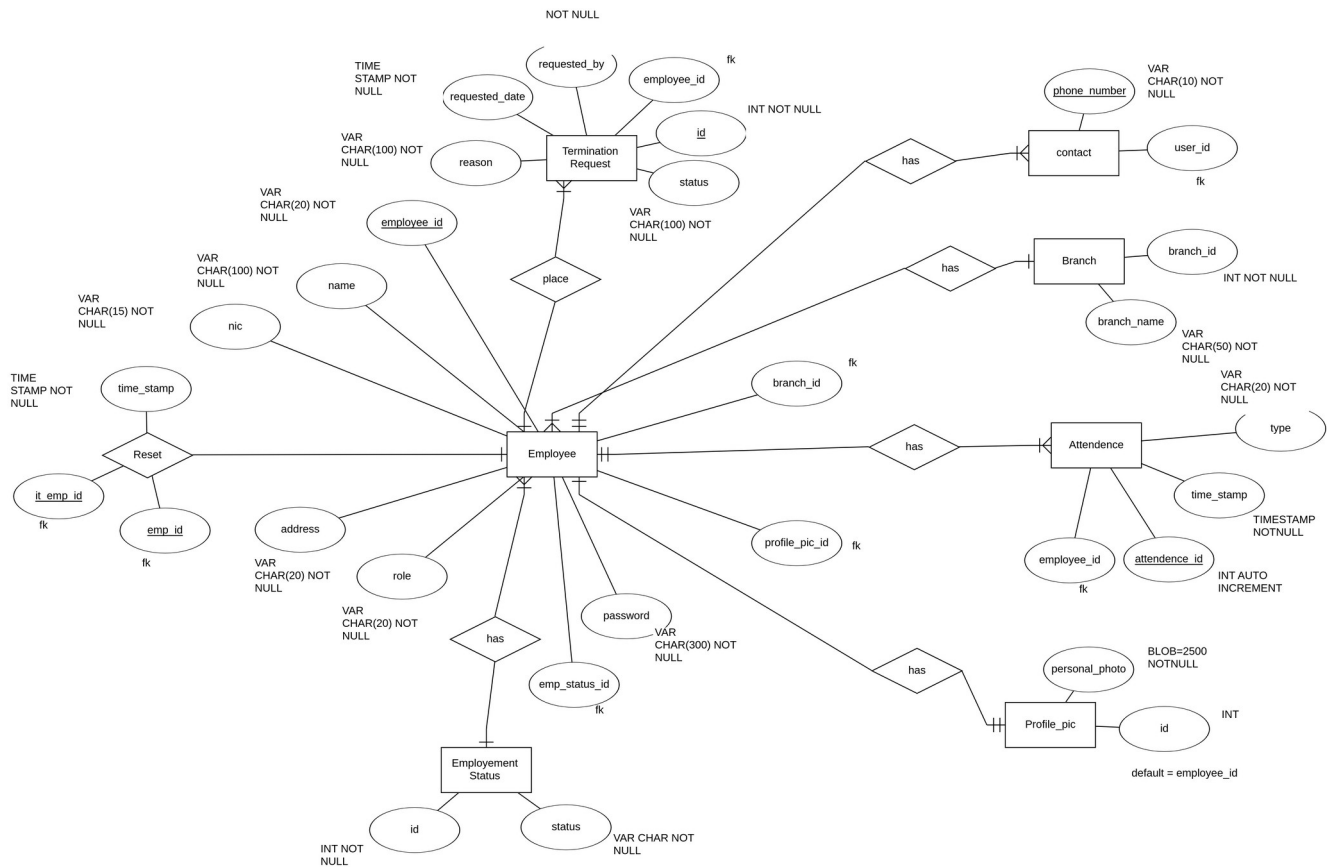 NOT NULL
requested_by
fk
TIME
STAMP NOT
NULL
employee_id
requested_date
VAR
CHAR(10) NOT
NULL
phone_number
INT NOT NULL
id
VAR
CHAR(100) NOT
NULL
reason
Termination
Request
status
has
contact
user_id
fk
VAR
CHAR(20) NOT
NULL
employee_id
VAR
CHAR(100) NOT
NULL
VAR
CHAR(100) NOT
NULL
name
place
has
Branch
branch_id
INT NOT NULL
VAR
CHAR(15) NOT
NULL
nic
branch_name
VAR
CHAR(50) NOT
NULL
TIME
STAMP NOT
NULL
time_stamp
fk
branch_id
VAR
CHAR(20) NOT
NULL
type
Reset
Employee
has
Attendence
it_emp_id
fk
emp_id
fk
time_stamp
TIMESTAMP
NOTNULL
address
VAR
CHAR(20) NOT
NULL
role
VAR
CHAR(20) NOT
NULL
profile_pic_id
fk
employee_id
fk
attendence_id
INT AUTO
INCREMENT
password
VAR
CHAR(300) NOT
NULL
has
emp_status_id
fk
has
personal_photo
BLOB=2500
NOTNULL
Profile_pic
id
INT
default = employee_id
Employement
Status
id
INT NOT
NULL
status
VAR CHAR NOT
NULL